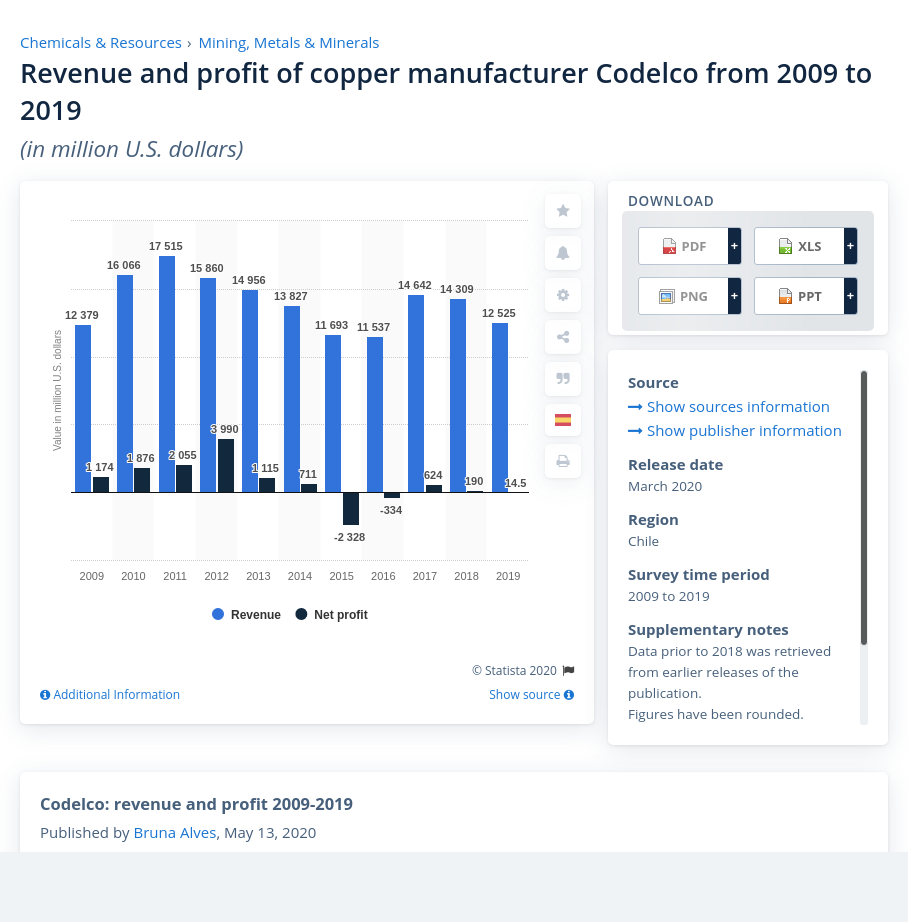 Chemicals & Resources › Mining, Metals & Minerals
Revenue and profit of copper manufacturer Codelco from 2009 to
2019
(in million U.S. dollars)
Value in million U.S. dollars
12 379
16 066
17 515
15 860
14 956
13 827
11 693
11 537
14 642
14 309
12 525
1 174
1 876
2 055
3 990
1 115
711
-2 328
-334
624
190
14.5
2009 2010 2011 2012 2013 2014 2015 2016 2017 2018 2019
Revenue Net profit
© Statista 2020
Additional Information Show source
DOWNLOAD
PDF + XLS +
PNG + PPT +
Source
Show sources information
Show publisher information
Release date
March 2020
Region
Chile
Survey time period
2009 to 2019
Supplementary notes
Data prior to 2018 was retrieved
from earlier releases of the
publication.
Figures have been rounded.
Codelco: revenue and profit 2009-2019
Published by Bruna Alves, May 13, 2020